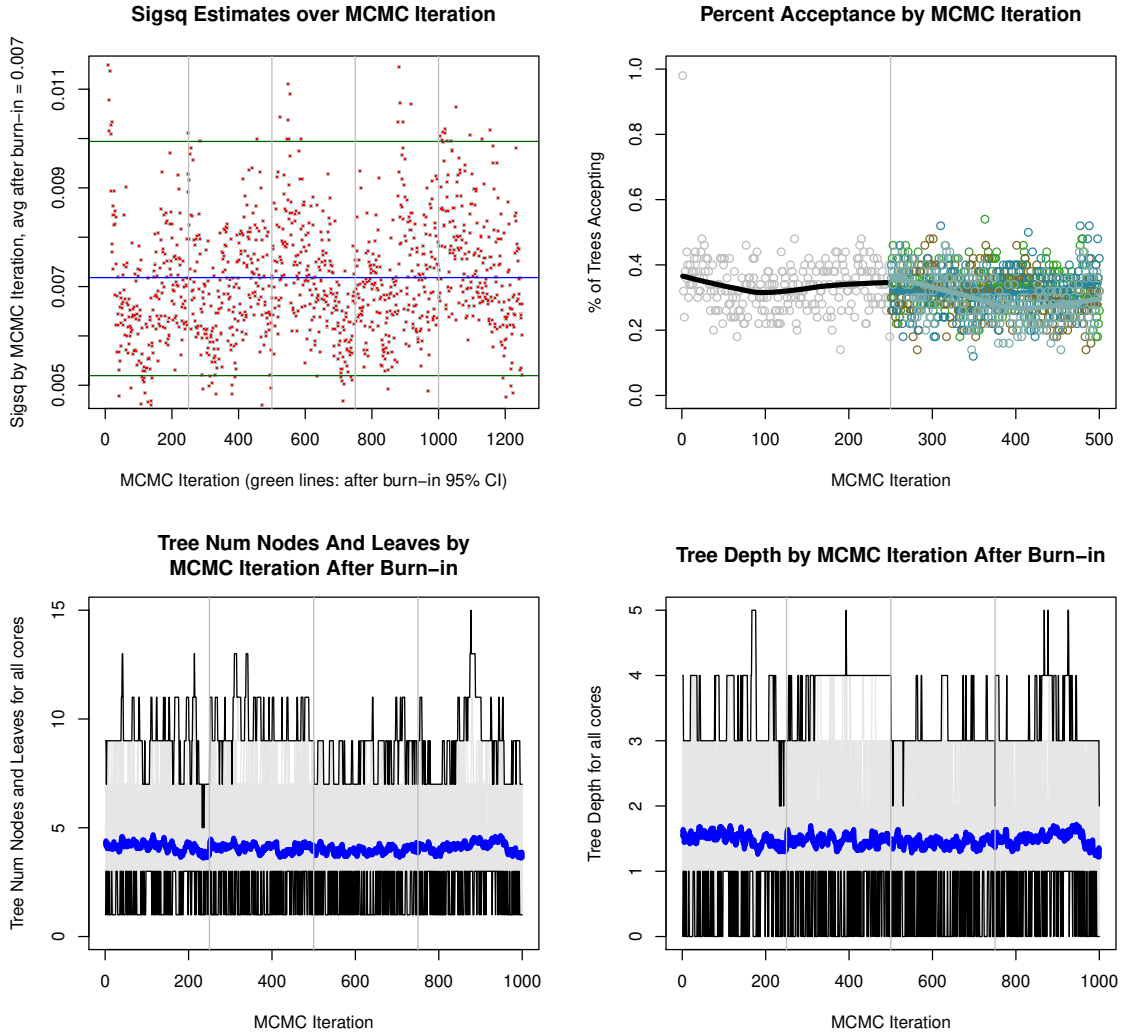 Sigsq Estimates over MCMC Iteration
Sigsq by MCMC Iteration, avg after burn−in = 0.007
0.011
0.009
0.007
0.005
0 200 400 600 800 1000 1200
MCMC Iteration (green lines: after burn−in 95% CI)
Percent Acceptance by MCMC Iteration
% of Trees Accepting
1.0
0.8
0.6
0.4
0.2
0.0
0 100 200 300 400 500
MCMC Iteration
Tree Num Nodes And Leaves by
MCMC Iteration After Burn−in
Tree Num Nodes and Leaves for all cores
15
10
5
0
0 200 400 600 800 1000
MCMC Iteration
Tree Depth by MCMC Iteration After Burn−in
Tree Depth for all cores
5
4
3
2
1
0
0 200 400 600 800 1000
MCMC Iteration